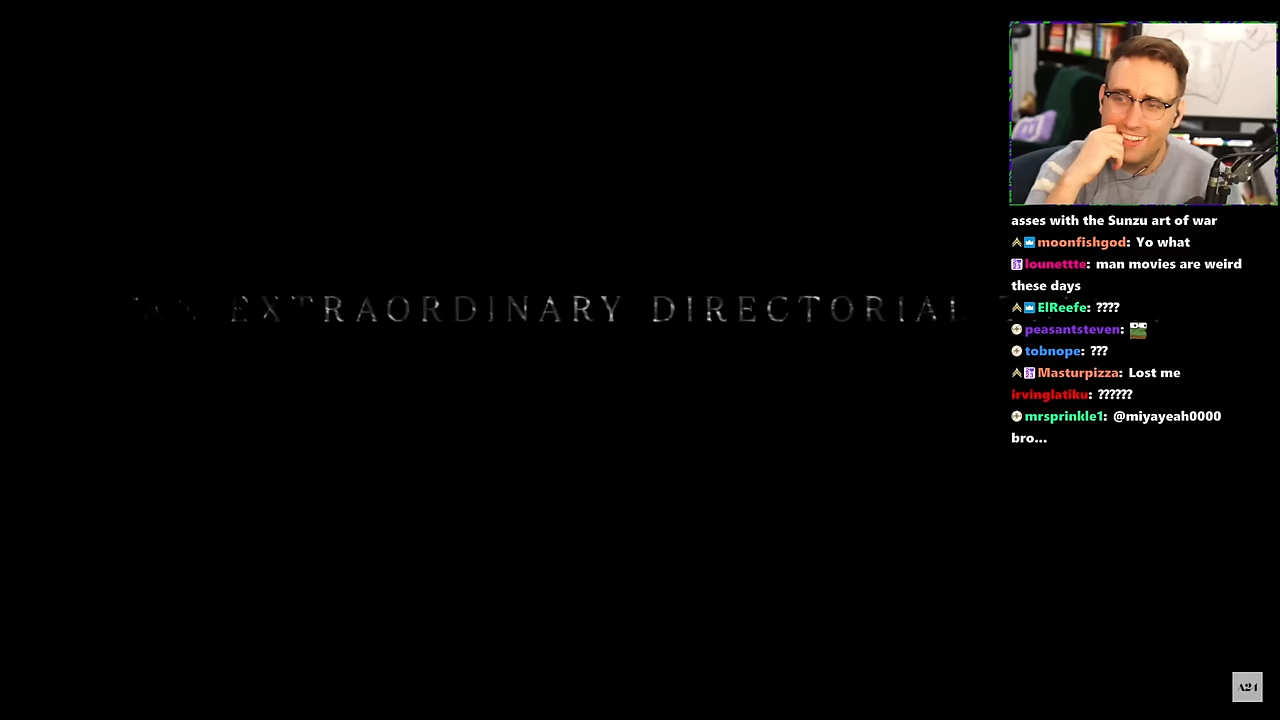 EXTRAORDINARY DIRECTORIAL
asses with the Sunzu art of war
moonfishgod: Yo what
lounettte: man movies are weird
these days
ElReefe: ????
peasantsteven:
tobnope: ???
Masturpizza: Lost me
irvinglatiku: ??????
mrsprinkle1: @miyayeah0000
bro...
A24